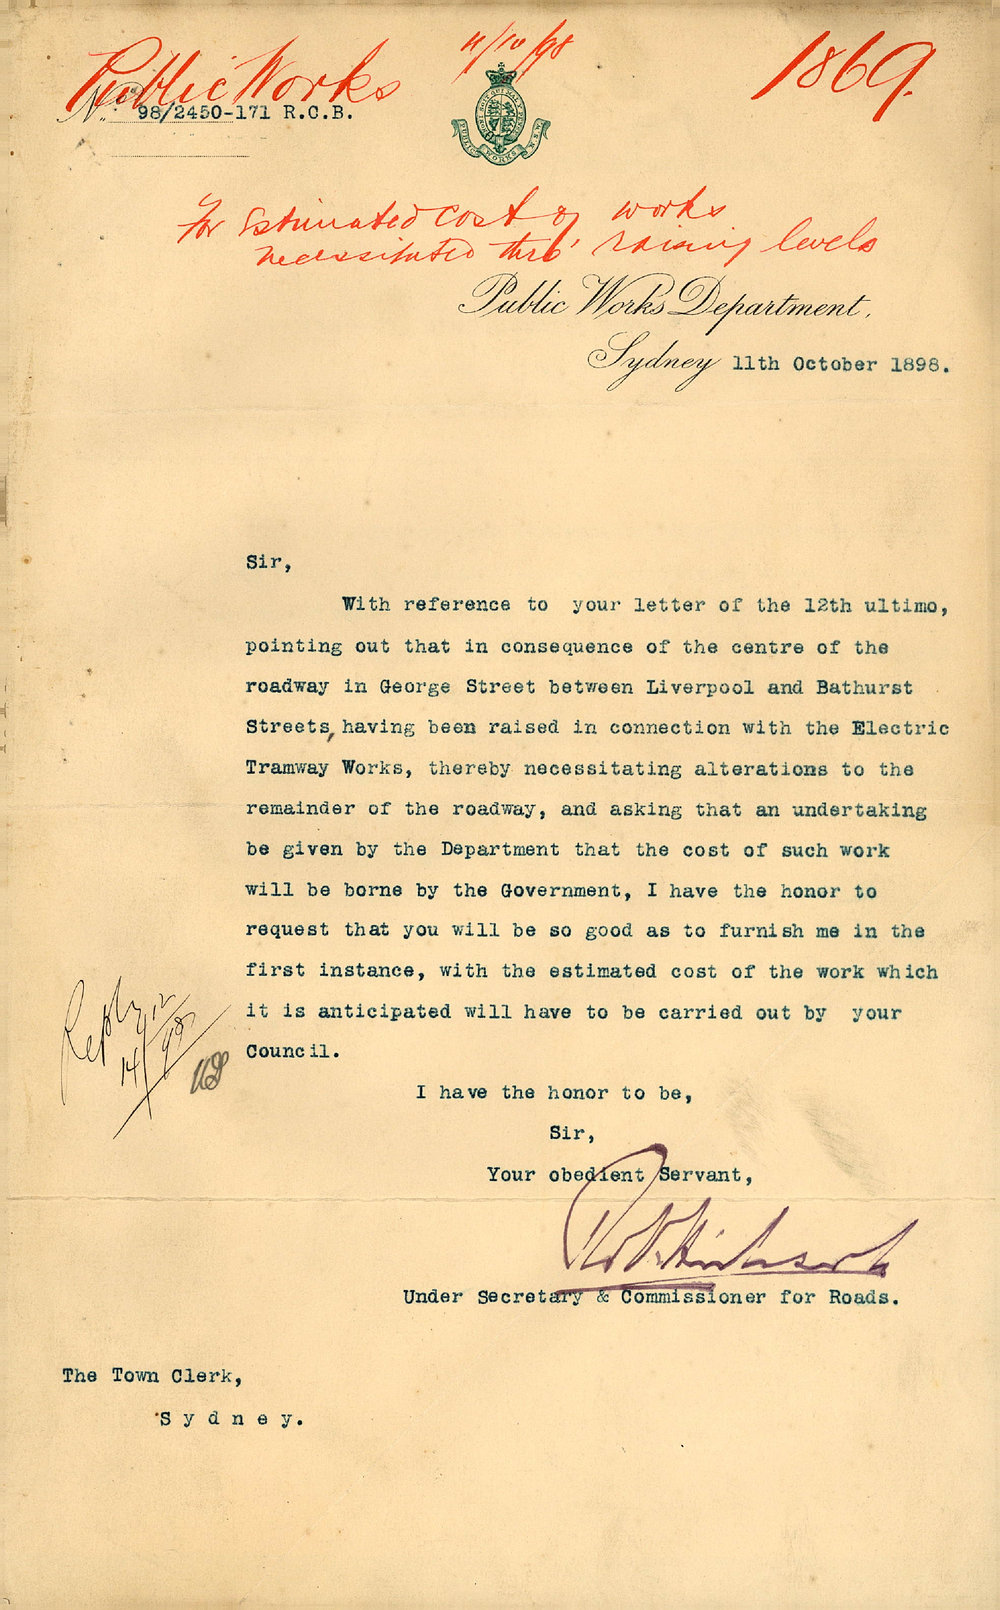 Public Works
11/10/98
1869.
No. 98/2450-171 R.C.B.
PUBLIC WORKS N.S.W.
For Estimated cost of works
necessitated thro' raising levels
Public Works Department,
Sydney 11th October 1898.
Sir,
With reference to your letter of the 12th ultimo,
pointing out that in consequence of the centre of the
roadway in George Street between Liverpool and Bathurst
Streets, having been raised in connection with the Electric
Tramway Works, thereby necessitating alterations to the
remainder of the roadway, and asking that an undertaking
be given by the Department that the cost of such work
will be borne by the Government, I have the honor to
request that you will be so good as to furnish me in the
first instance, with the estimated cost of the work which
it is anticipated will have to be carried out by your
Council.
Reply
14/12/98
I have the honor to be,
Sir,
Your obedient Servant,
Under Secretary & Commissioner for Roads.
The Town Clerk,
Sydney.